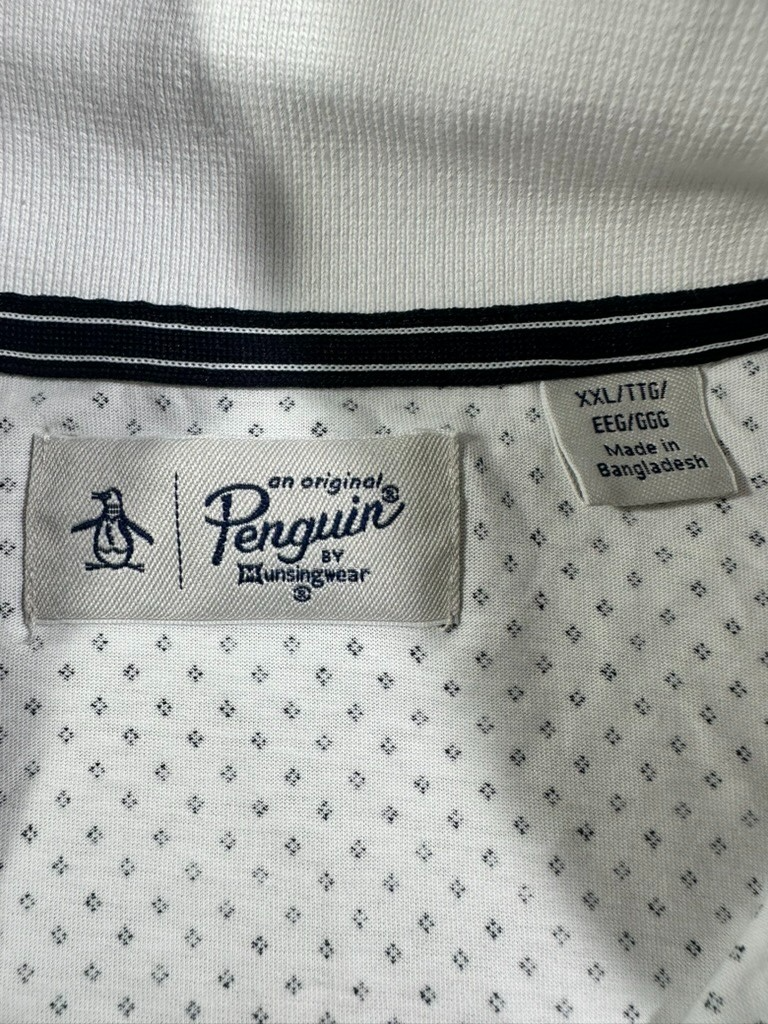 an original
Penguin®
BY
Munsingwear
®
XXL/TTG/
EEG/GGG
Made in
Bangladesh